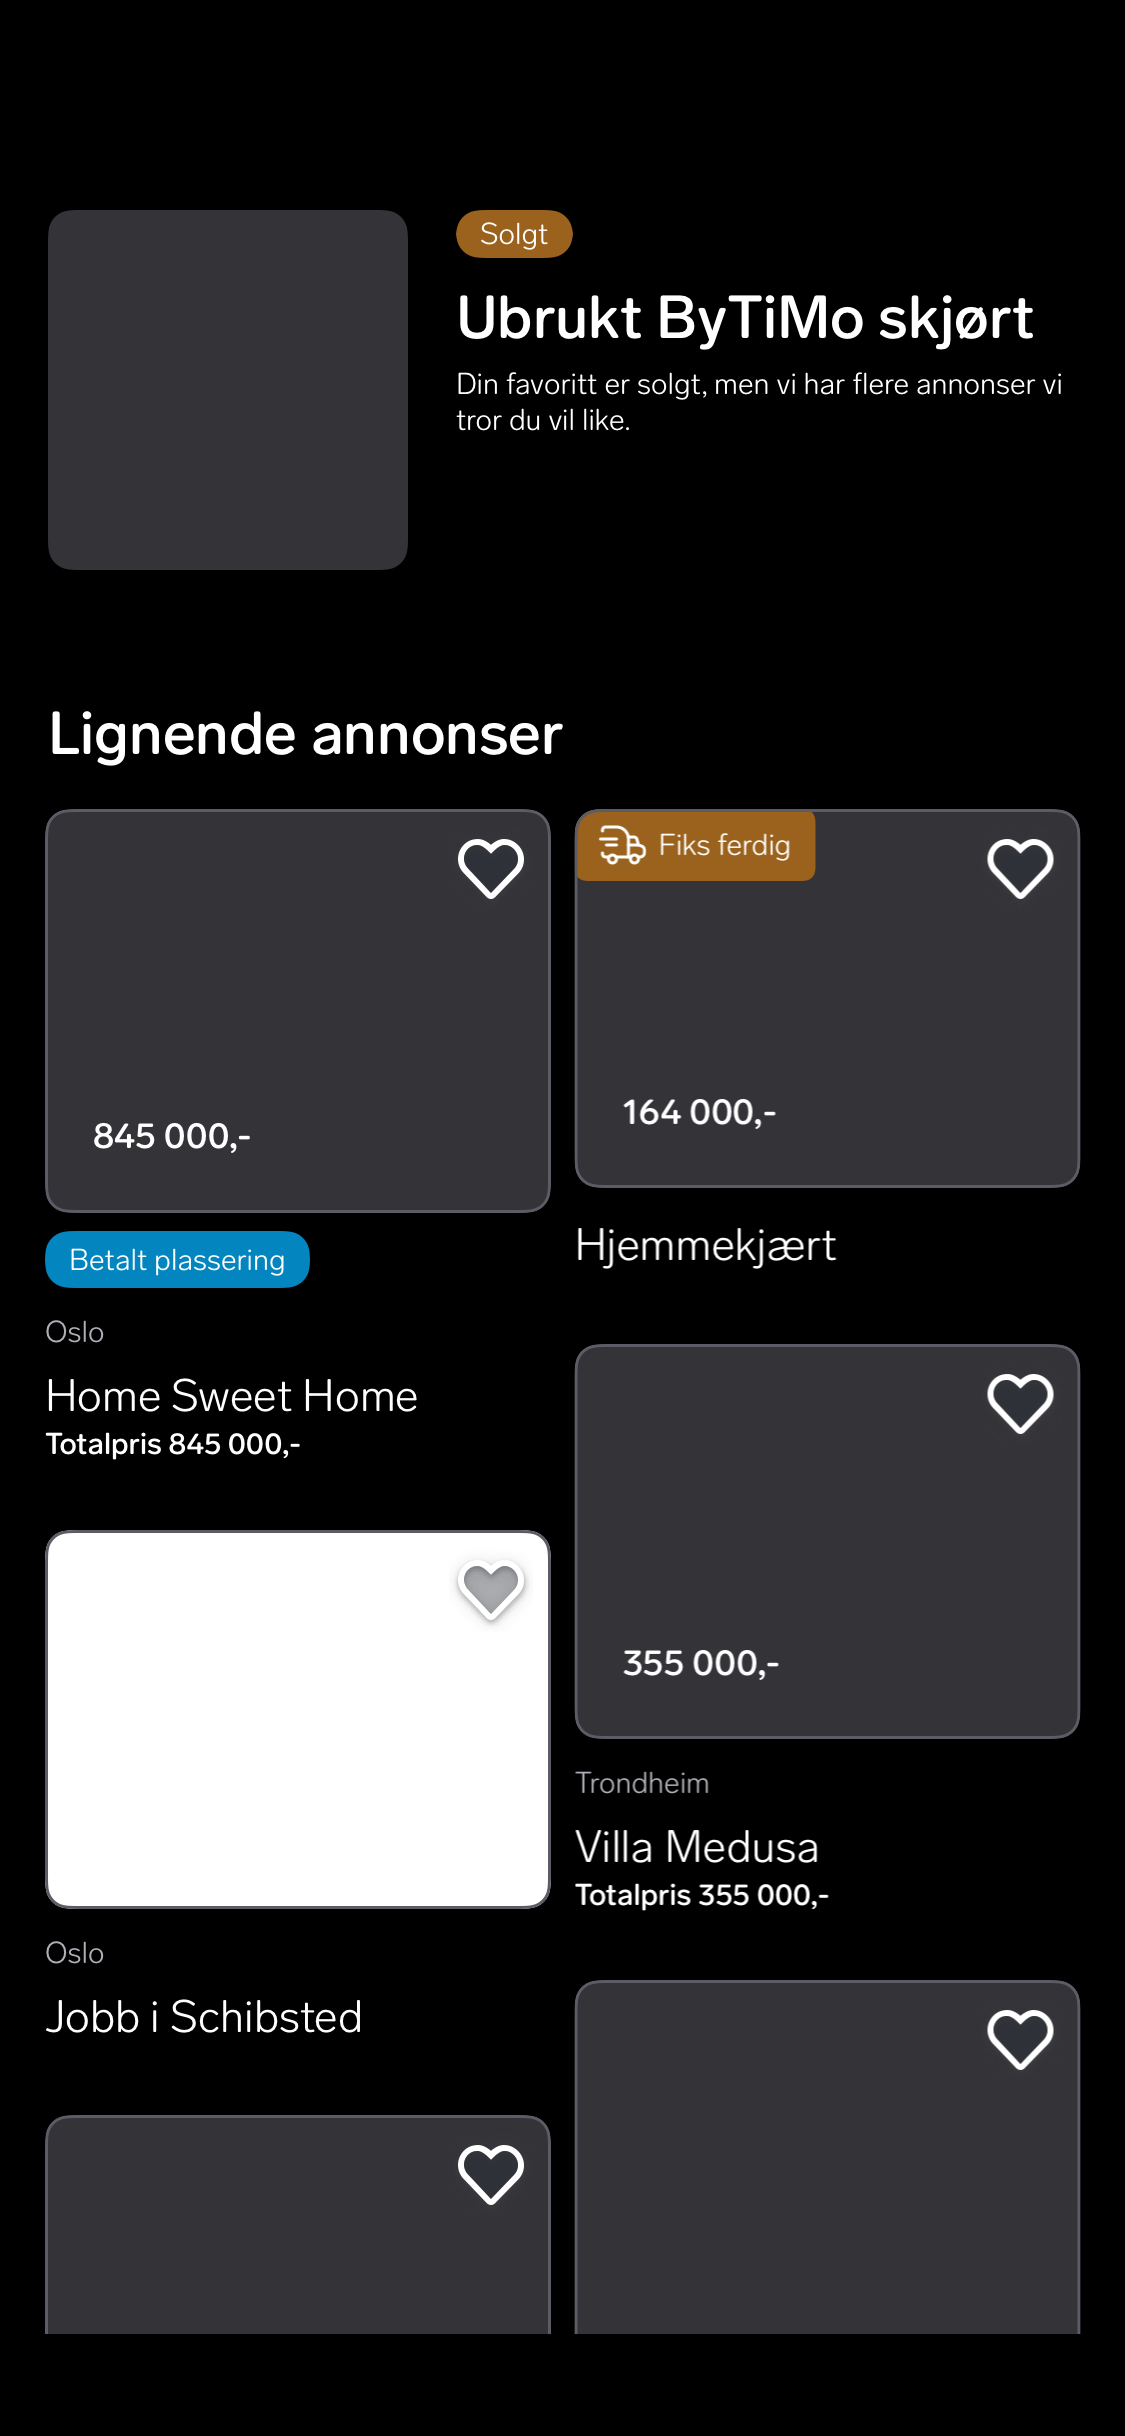 Solgt
Ubrukt ByTiMo skjørt
Din favoritt er solgt, men vi har flere annonser vi
tror du vil like.
Lignende annonser
845 000,-
Betalt plassering
Oslo
Home Sweet Home
Totalpris 845 000,-
Fiks ferdig
164 000,-
Hjemmekjært
355 000,-
Trondheim
Villa Medusa
Totalpris 355 000,-
Oslo
Jobb i Schibsted